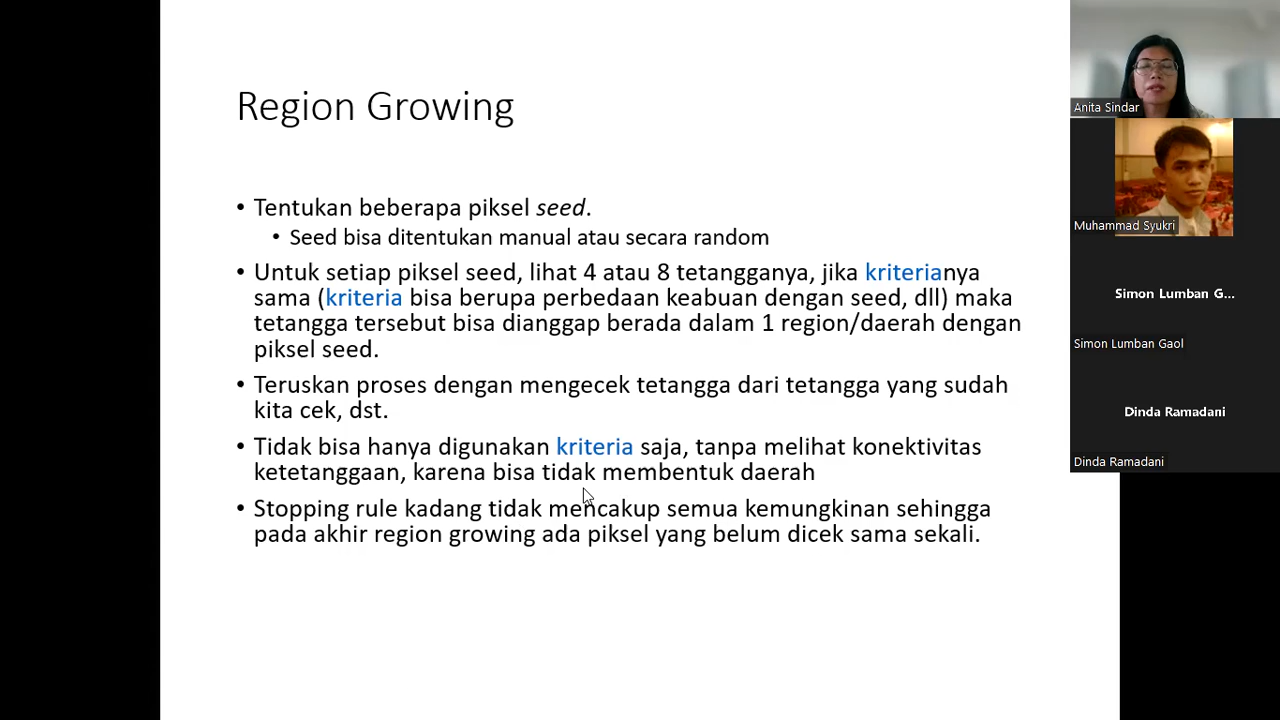 Region Growing
• Tentukan beberapa piksel seed.
• Seed bisa ditentukan manual atau secara random
• Untuk setiap piksel seed, lihat 4 atau 8 tetangganya, jika kriterianya
sama (kriteria bisa berupa perbedaan keabuan dengan seed, dll) maka
tetangga tersebut bisa dianggap berada dalam 1 region/daerah dengan
piksel seed.
• Teruskan proses dengan mengecek tetangga dari tetangga yang sudah
kita cek, dst.
• Tidak bisa hanya digunakan kriteria saja, tanpa melihat konektivitas
ketetanggaan, karena bisa tidak membentuk daerah
• Stopping rule kadang tidak mencakup semua kemungkinan sehingga
pada akhir region growing ada piksel yang belum dicek sama sekali.
Anita Sindar
Muhammad Syukri
Simon Lumban G...
Simon Lumban Gaol
Dinda Ramadani
Dinda Ramadani